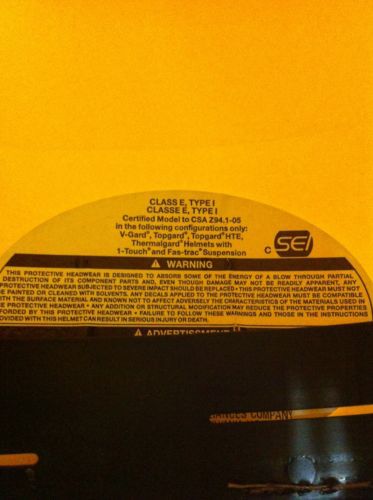 CLASS E, TYPE I
CLASSE E, TYPE I
Certified Model to CSA Z94.1-05
In the following configurations only:
V-Gard®, Topgard®, Topgard® HTE,
Thermalgard® Helmets with
1-Touch® and Fas-trac® Suspension
C SEI
WARNING
THIS PROTECTIVE HEADWEAR IS DESIGNED TO ABSORB SOME OF THE ENERGY OF A BLOW THROUGH PARTIAL
DESTRUCTION OF ITS COMPONENT PARTS AND, EVEN THOUGH DAMAGE MAY NOT BE READILY APPARENT, ANY
PROTECTIVE HEADWEAR SUBJECTED TO SEVERE IMPACT SHOULD BE REPLACED • THIS PROTECTIVE HEADWEAR MUST NOT
BE PAINTED OR CLEANED WITH SOLVENTS. ANY DECALS APPLIED TO THE PROTECTIVE HEADWEAR MUST BE COMPATIBLE
WITH THE SURFACE MATERIAL AND KNOWN NOT TO AFFECT ADVERSELY THE CHARACTERISTICS OF THE MATERIALS USED IN
E PROTECTIVE HEADWEAR • ANY ADDITION OR STRUCTURAL MODIFICATION MAY REDUCE THE PROTECTIVE PROPERTIES
FORDED BY THIS PROTECTIVE HEADWEAR • FAILURE TO FOLLOW THESE WARNINGS AND THOSE IN THE INSTRUCTIONS
OVIDED WITH THIS HELMET CAN RESULT IN SERIOUS INJURY OR DEATH.
ADVERTISSMENT
IANCES COMPANY